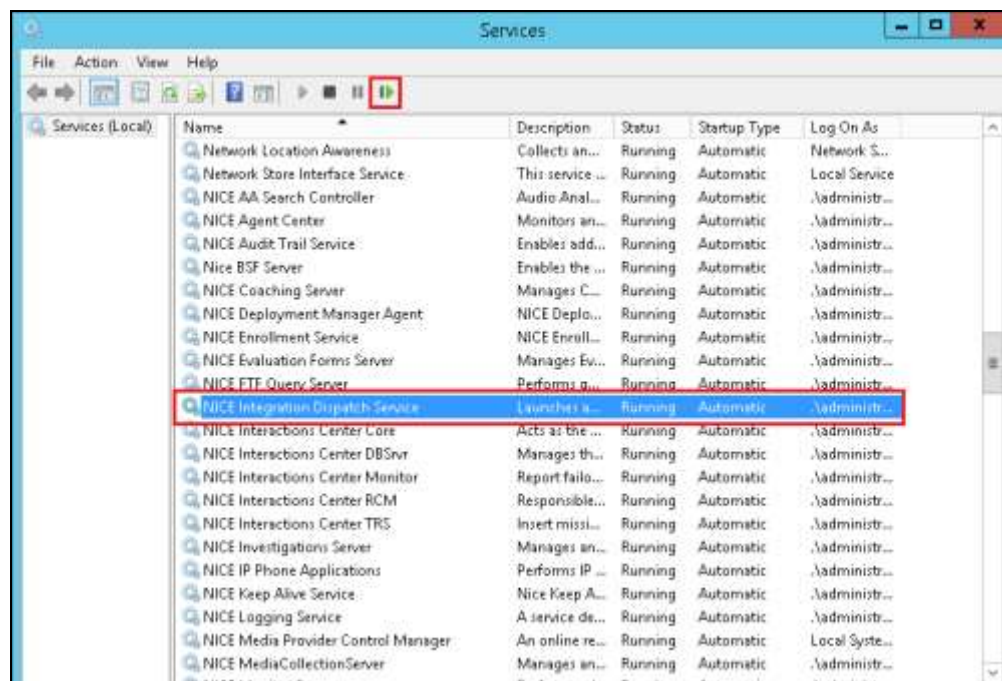 Services
File Action View Help
Services (Local)
Name Description Status Startup Type Log On As
Network Location Awareness Collects an... Running Automatic Network S...
Network Store Interface Service This service ... Running Automatic Local Service
NICE AA Search Controller Audio Anal... Running Automatic .\administr...
NICE Agent Center Monitors an... Running Automatic .\administr...
NICE Audit Trail Service Enables add... Running Automatic .\administr...
Nice BSF Server Enables the ... Running Automatic .\administr...
NICE Coaching Server Manages C... Running Automatic .\administr...
NICE Deployment Manager Agent NICE Deplo... Running Automatic .\administr...
NICE Enrollment Service NICE Enroll... Running Automatic .\administr...
NICE Evaluation Forms Server Manages Ev... Running Automatic .\administr...
NICE FTF Query Server Performs q... Running Automatic .\administr...
NICE Integration Dispatch Service Launches a... Running Automatic .\administr...
NICE Interactions Center Core Acts as the ... Running Automatic .\administr...
NICE Interactions Center DBSrvr Manages th... Running Automatic .\administr...
NICE Interactions Center Monitor Report failo... Running Automatic .\administr...
NICE Interactions Center RCM Responsible... Running Automatic .\administr...
NICE Interactions Center TRS Insert missi... Running Automatic .\administr...
NICE Investigations Server Manages an... Running Automatic .\administr...
NICE IP Phone Applications Performs IP ... Running Automatic .\administr...
NICE Keep Alive Service Nice Keep A... Running Automatic .\administr...
NICE Logging Service A service de... Running Automatic .\administr...
NICE Media Provider Control Manager An online re... Running Automatic Local Syste...
NICE MediaCollectionServer Manages an... Running Automatic .\administr...